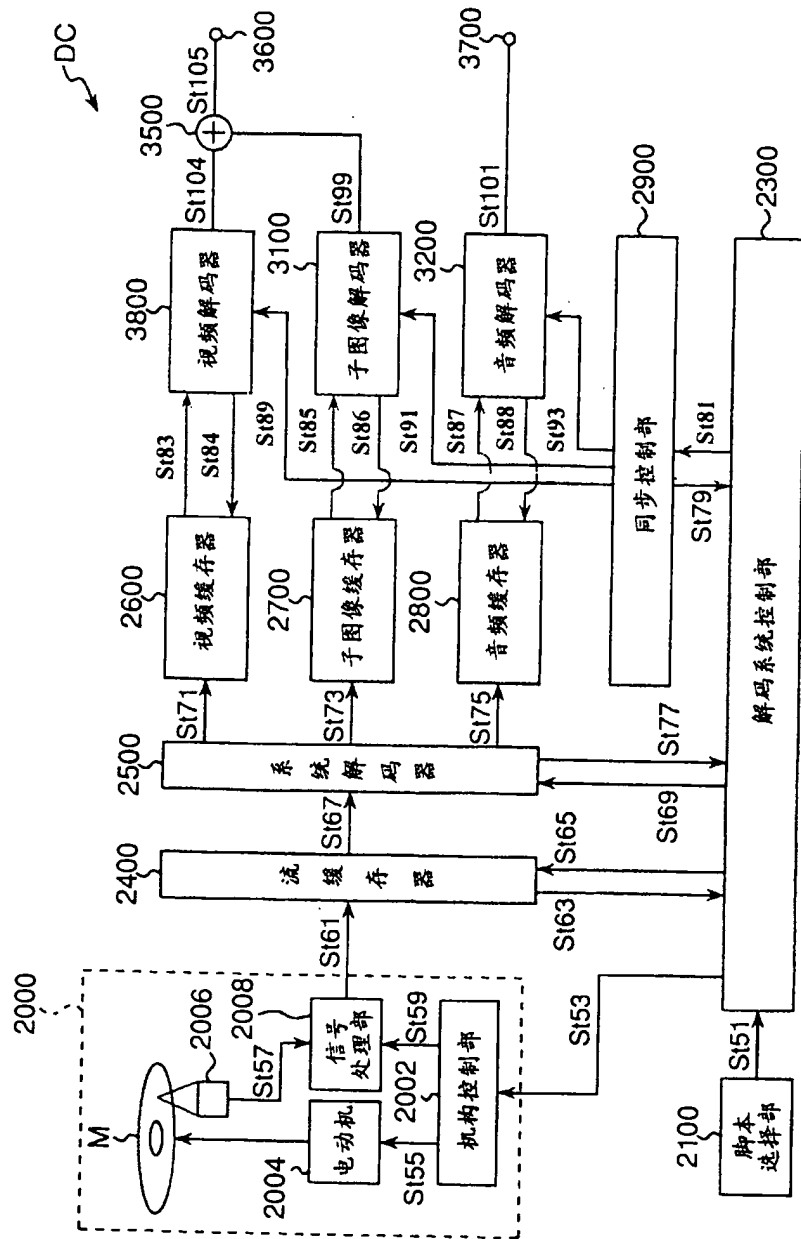 DC
2000
M
2006
St57
2004
电动机
2008
信号
处理部
St55
St59
2002
机构控制部
St53
2100
脚本
选择部
St51
St61
2400
流缓存器
St63
St65
St67
2500
系统解码器
St69
St77
St71
St73
St75
2600
视频缓存器
2700
子图像缓存器
2800
音频缓存器
St83
St84
St89
St85
St86
St91
St87
St88
St93
3800
视频解码器
3100
子图像解码器
3200
音频解码器
St104
3500
St105
3600
St99
St101
3700
2900
同步控制部
St79
St81
2300
解码系统控制部